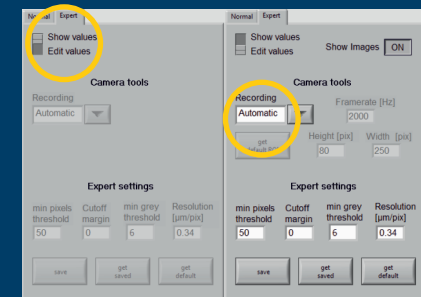 Normal Expert
Show values
Edit values
Camera tools
Recording
Automatic
Expert settings
min pixels threshold Cutoff margin min grey threshold Resolution [µm/pix]
50 0 6 0.34
save get saved get default
Normal Expert
Show values
Edit values
Show Images ON
Camera tools
Recording Framerate [Hz]
Automatic 2000
get default ROI Height [pix] Width [pix]
80 250
Expert settings
min pixels threshold Cutoff margin min grey threshold Resolution [µm/pix]
50 0 6 0.34
save get saved get default